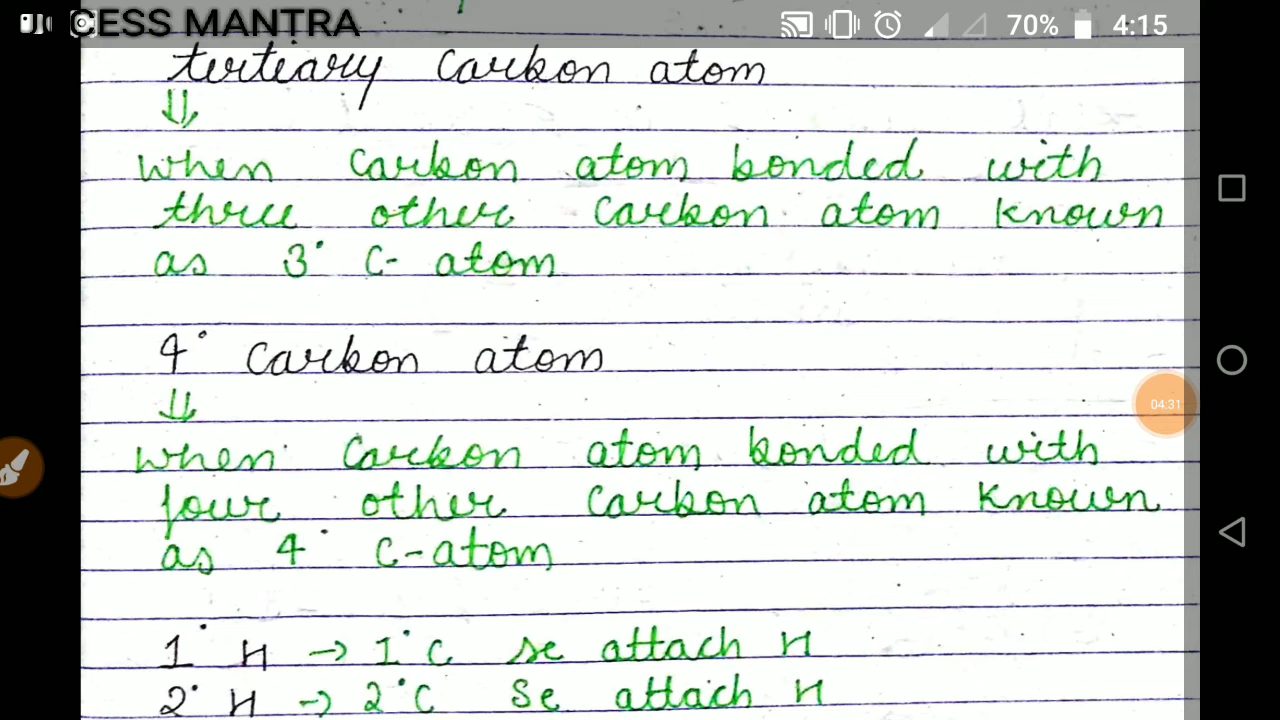 CESS MANTRA
70% 4:15
tertiary carbon atom
⇓
when carbon atom bonded with
three other carbon atom known
as 3° C- atom
4° carbon atom
⇓
04:31
when carbon atom bonded with
four other carbon atom known
as 4° C-atom
1° H → 1°C se attach H
2° H → 2°C se attach H